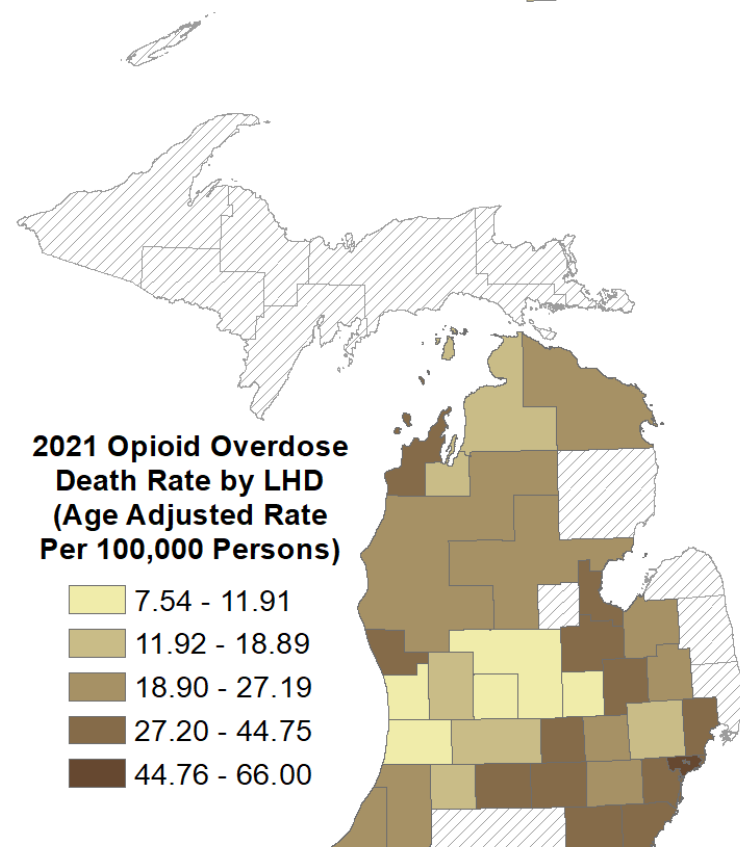 2021 Opioid Overdose
Death Rate by LHD
(Age Adjusted Rate
Per 100,000 Persons)
7.54 - 11.91
11.92 - 18.89
18.90 - 27.19
27.20 - 44.75
44.76 - 66.00